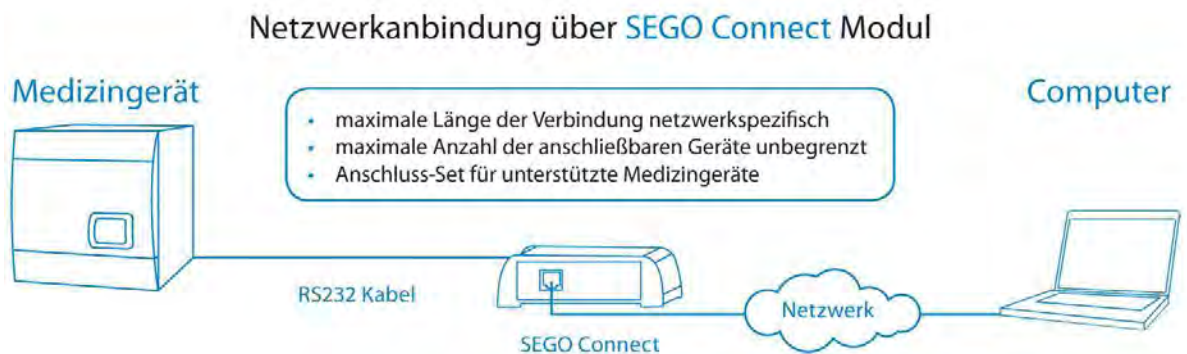 Netzwerkanbindung über SEGO Connect Modul
Medizingerät
Computer
• maximale Länge der Verbindung netzwerkspezifisch
• maximale Anzahl der anschließbaren Geräte unbegrenzt
• Anschluss-Set für unterstützte Medizingeräte
RS232 Kabel
Netzwerk
SEGO Connect